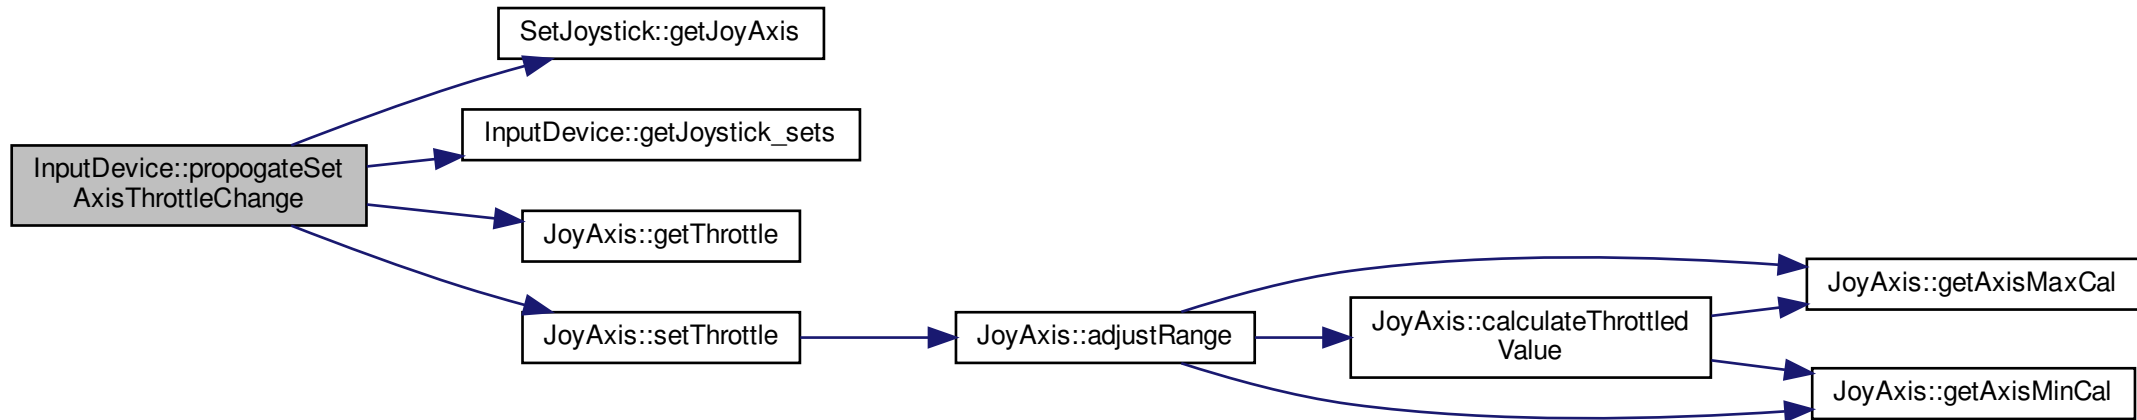 SetJoystick::getJoyAxis
InputDevice::getJoystick_sets
InputDevice::propogateSet
AxisThrottleChange
JoyAxis::getThrottle
JoyAxis::setThrottle
JoyAxis::adjustRange
JoyAxis::calculateThrottled
Value
JoyAxis::getAxisMaxCal
JoyAxis::getAxisMinCal